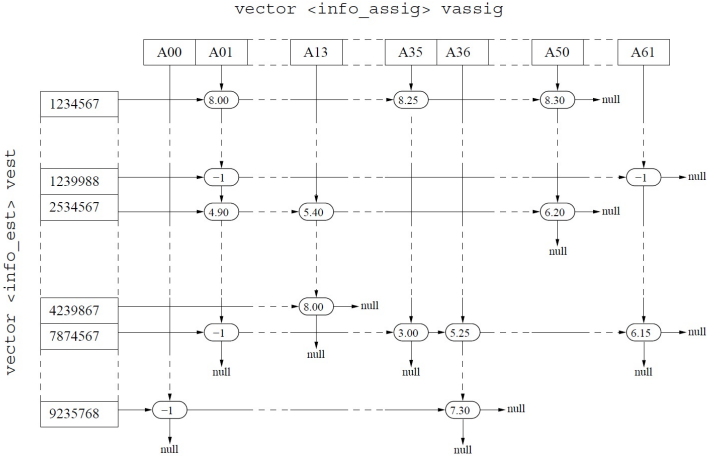 vector <info_assig> vassig
A00 A01 A13 A35 A36 A50 A61
vector <info_est> vest
1234567 8.00 8.25 8.30 null
1239988 −1 −1 null
2534567 4.90 5.40 6.20 null
null
4239867 8.00 null
7874567 −1 3.00 5.25 6.15 null
null
null null null
9235768 −1 7.30 null
null null